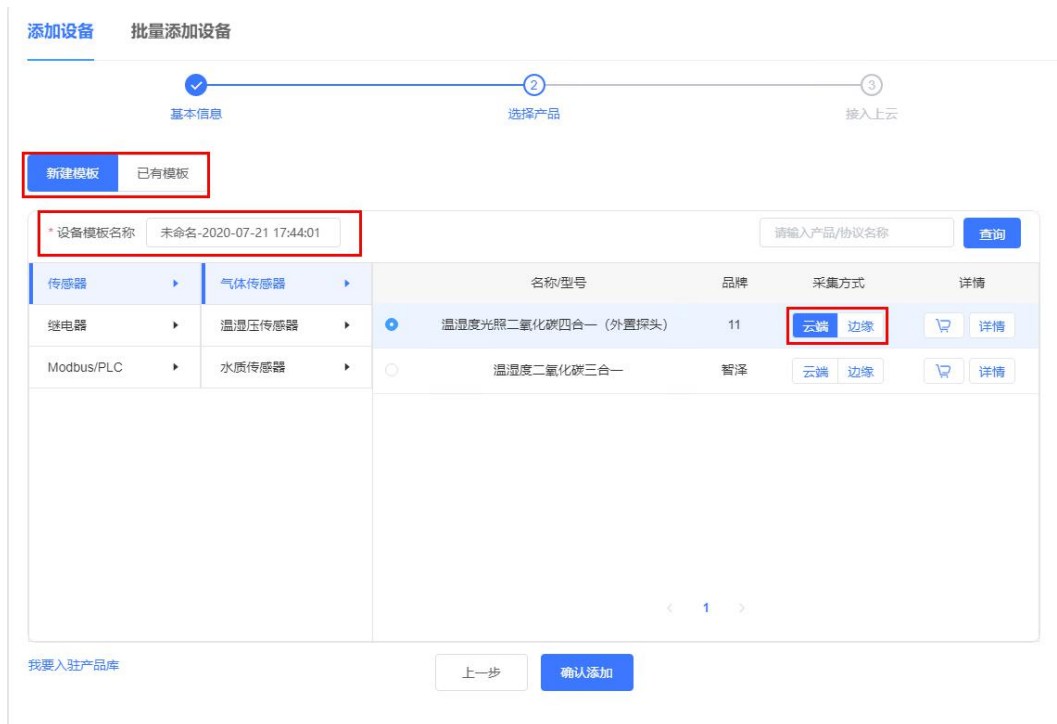 添加设备 批量添加设备
2 3
基本信息 选择产品 接入上云
新建模板 已有模板
* 设备模板名称 未命名-2020-07-21 17:44:01 请输入产品/协议名称 查询
传感器 气体传感器 名称/型号 品牌 采集方式 详情
继电器 温湿压传感器 温湿度光照二氧化碳四合一（外置探头） 11 云端 边缘 详情
Modbus/PLC 水质传感器 温湿度二氧化碳三合一 智泽 云端 边缘 详情
1
我要入驻产品库 上一步 确认添加